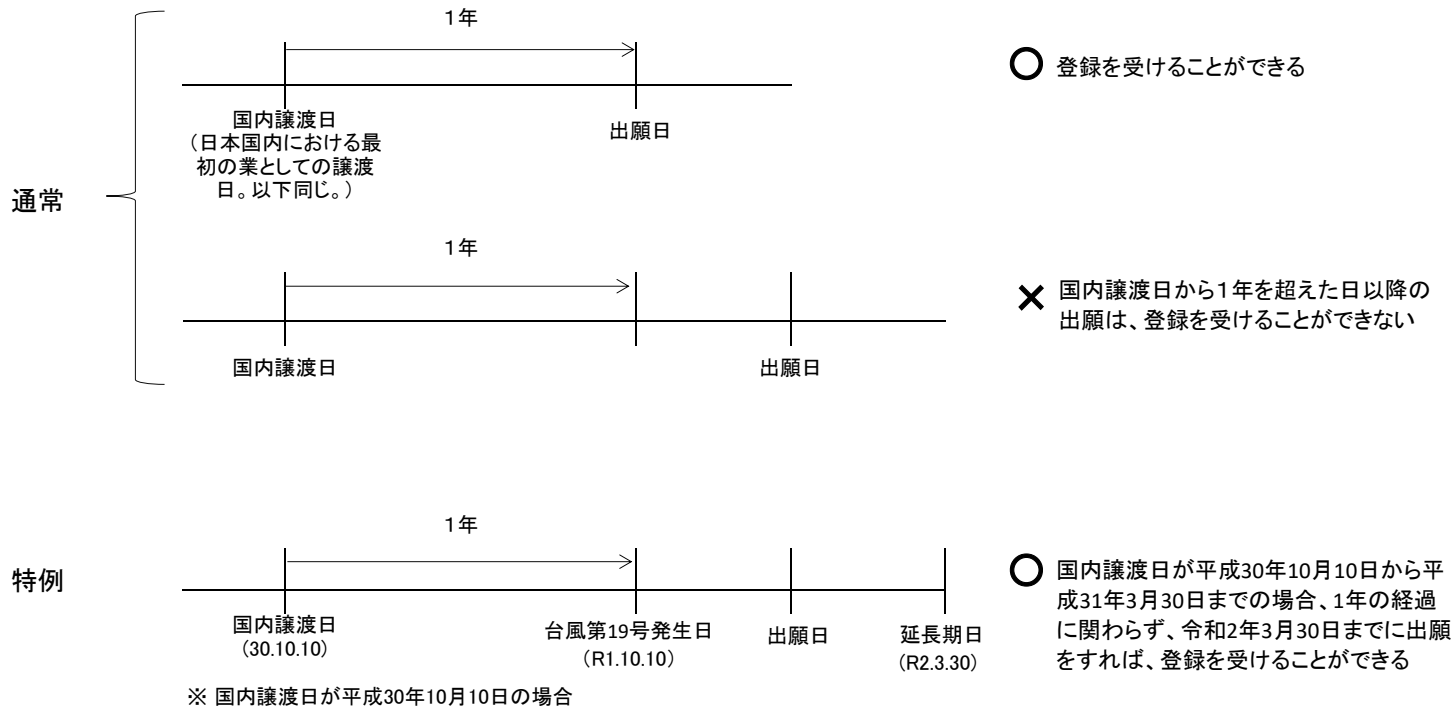 通常
1年
国内譲渡日
（日本国内における最
初の業としての譲渡
日。以下同じ。）
出願日
〇 登録を受けることができる
1年
国内譲渡日
出願日
× 国内譲渡日から1年を超えた日以降の
出願は、登録を受けることができない
特例
1年
国内譲渡日
(30.10.10)
台風第19号発生日
(R1.10.10)
出願日
延長期日
(R2.3.30)
〇 国内譲渡日が平成30年10月10日から平
成31年3月30日までの場合、1年の経過
に関わらず、令和2年3月30日までに出願
をすれば、登録を受けることができる
※ 国内譲渡日が平成30年10月10日の場合